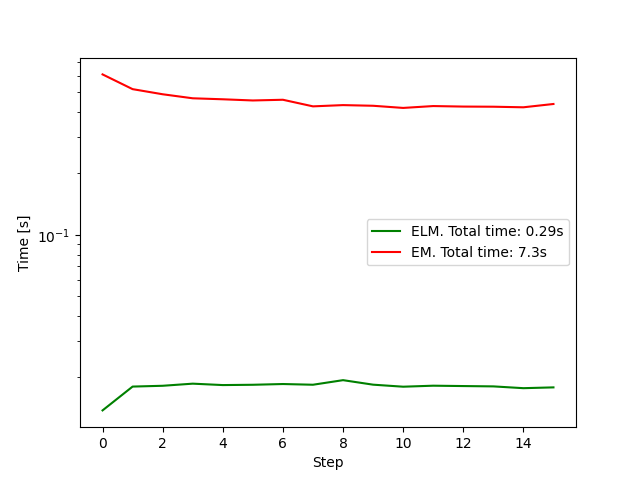 Time [s]
10⁻¹
ELM. Total time: 0.29s
EM. Total time: 7.3s
0 2 4 6 8 10 12 14
Step